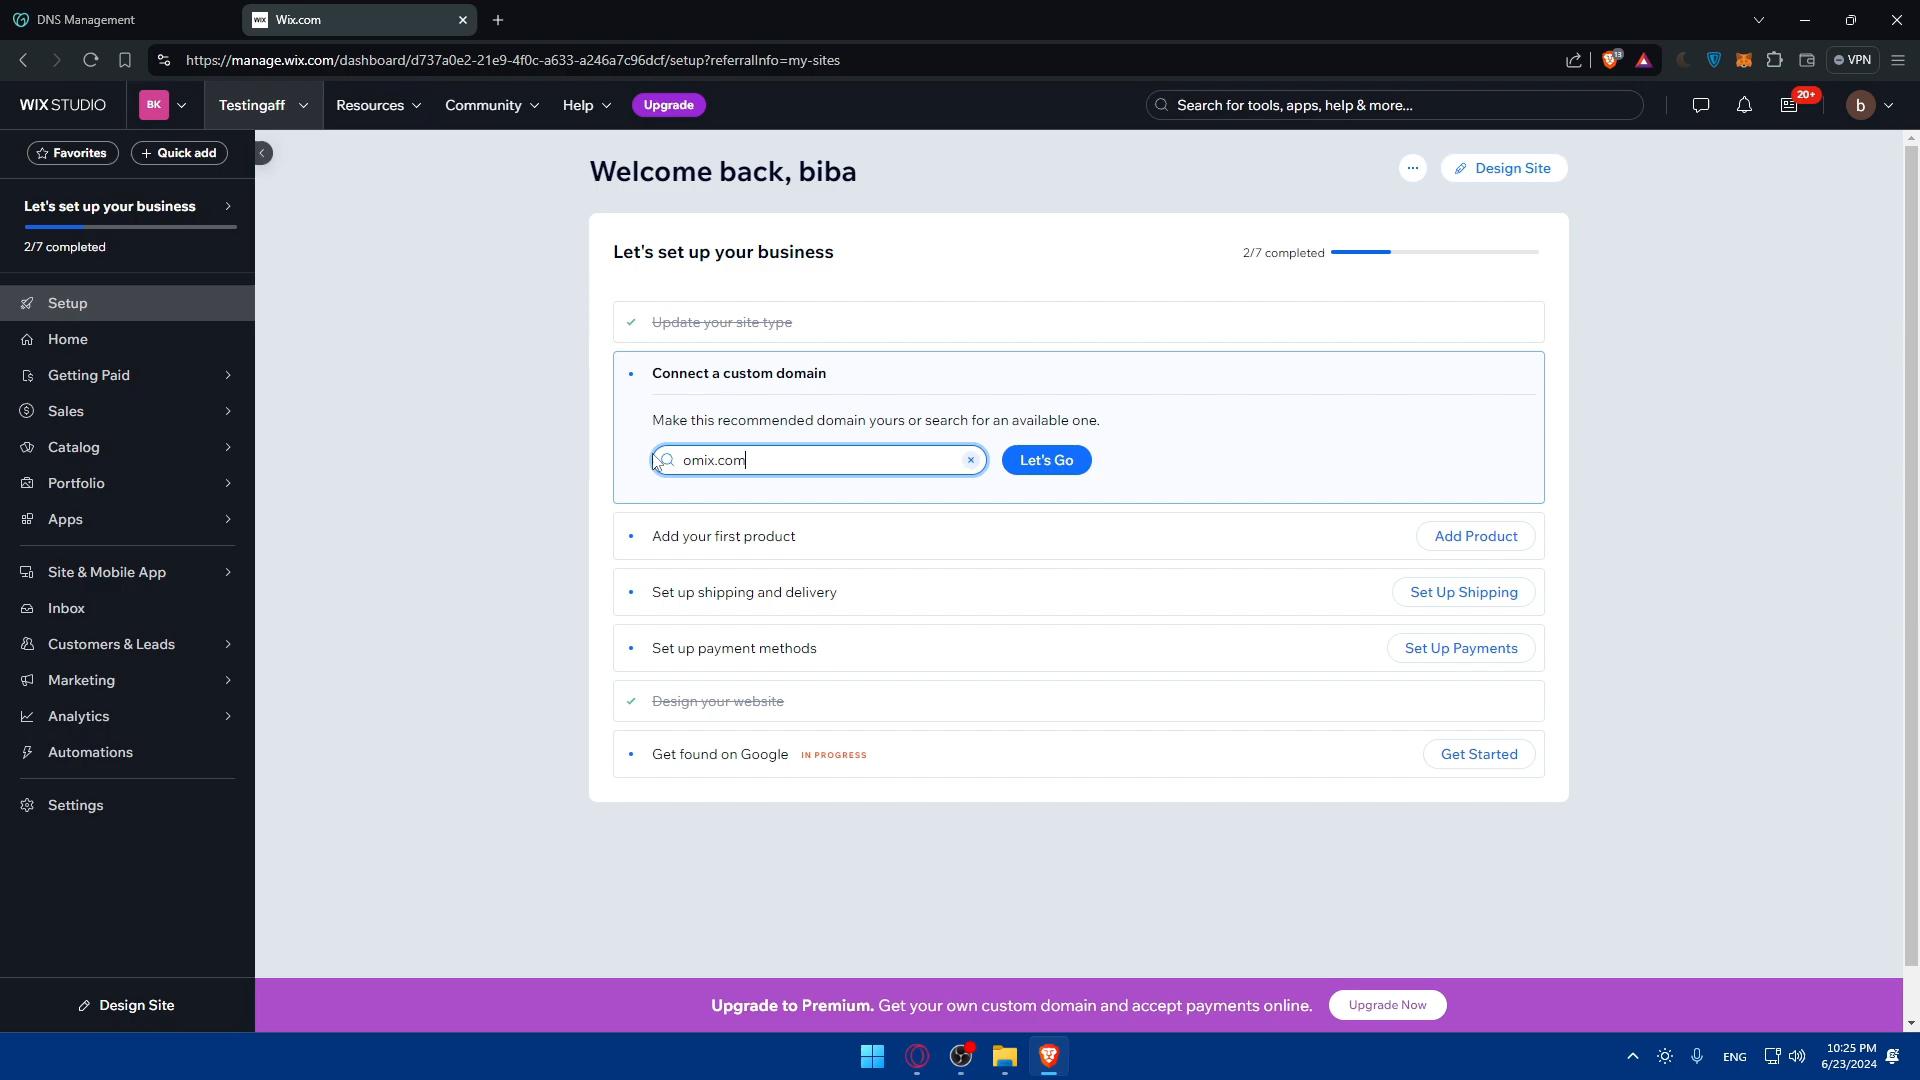 DNS Management
WIX Wix.com
https://manage.wix.com/dashboard/d737a0e2-21e9-4f0c-a633-a246a7c96dcf/setup?referralInfo=my-sites
13
VPN
WIX STUDIO
BK
Testingaff
Resources
Community
Help
Upgrade
Search for tools, apps, help & more...
20+
b
Favorites
+ Quick add
Let's set up your business
2/7 completed
Setup
Home
Getting Paid
Sales
Catalog
Portfolio
Apps
Site & Mobile App
Inbox
Customers & Leads
Marketing
Analytics
Automations
Settings
Design Site
Welcome back, biba
Design Site
Let's set up your business
2/7 completed
Update your site type
Connect a custom domain
Make this recommended domain yours or search for an available one.
omix.com
Let's Go
Add your first product
Add Product
Set up shipping and delivery
Set Up Shipping
Set up payment methods
Set Up Payments
Design your website
Get found on Google IN PROGRESS
Get Started
Upgrade to Premium. Get your own custom domain and accept payments online.
Upgrade Now
ENG
10:25 PM
6/23/2024